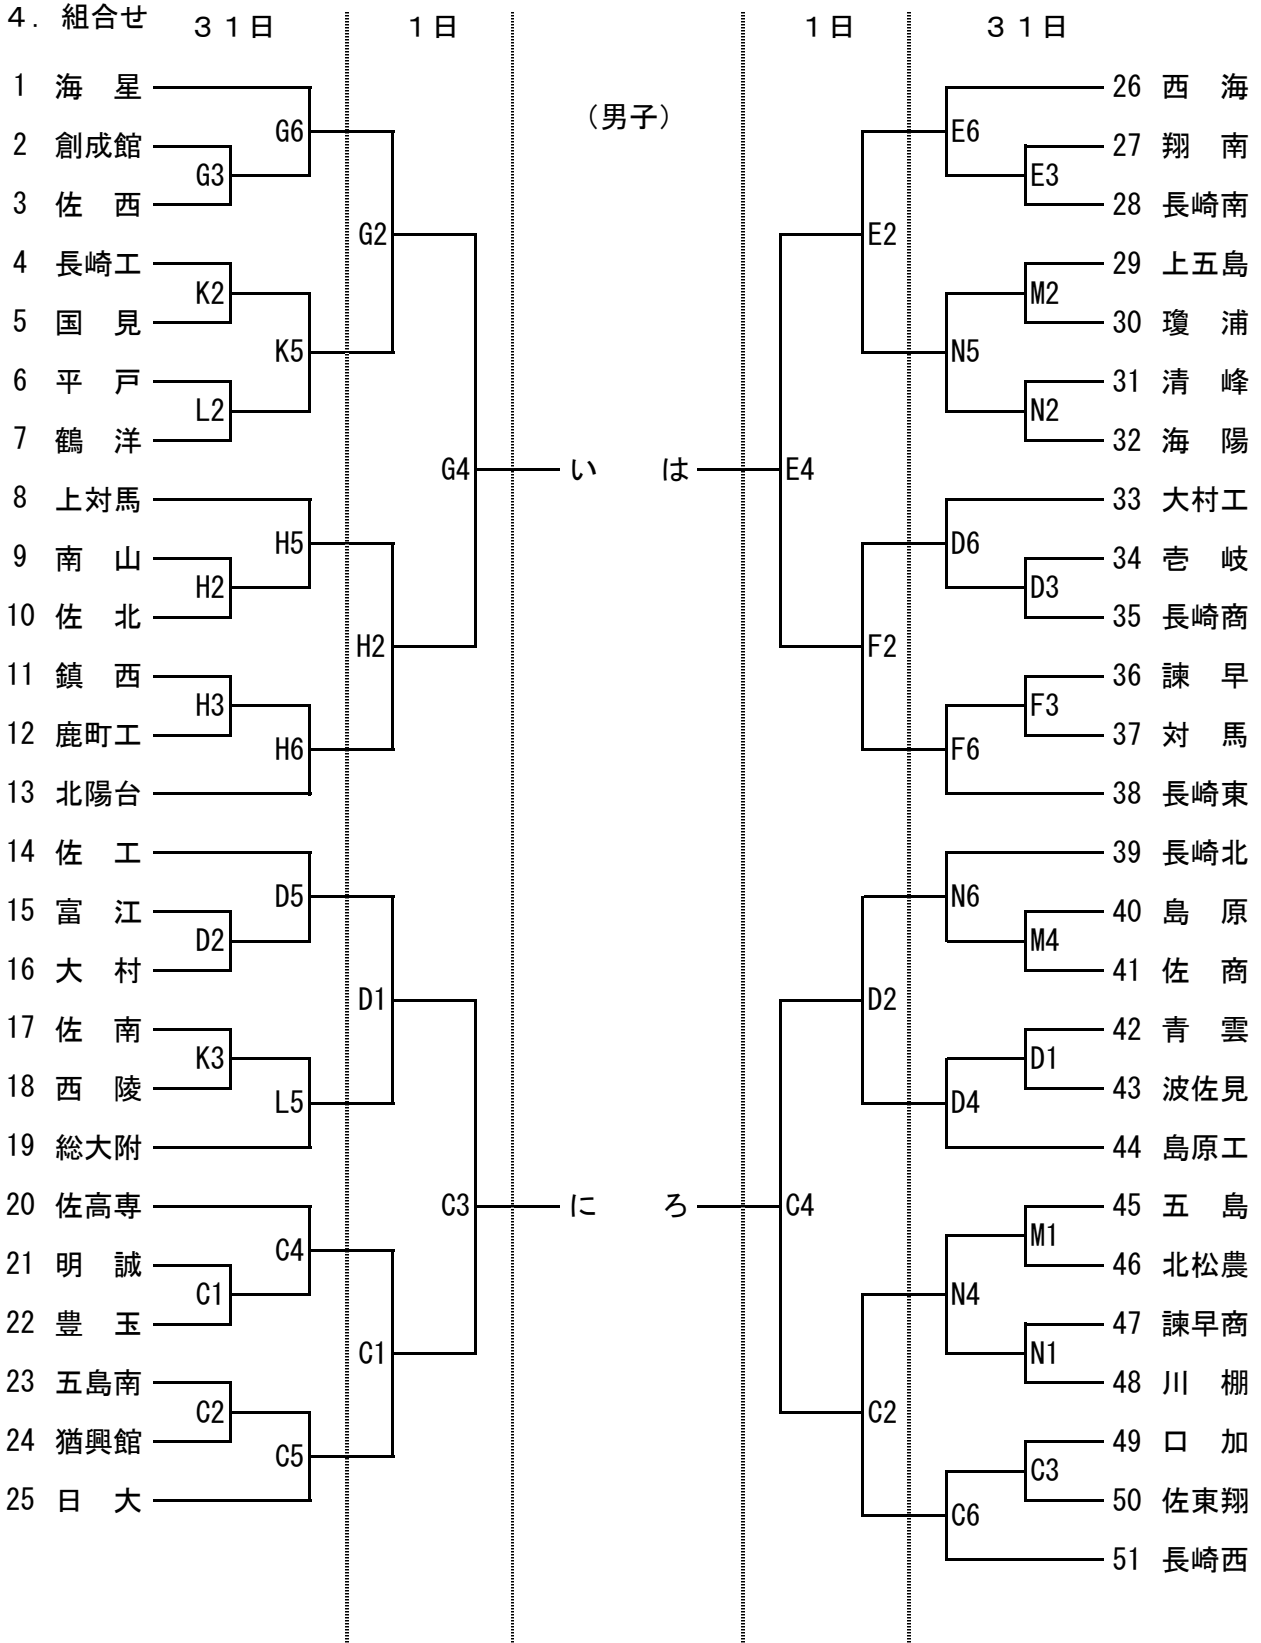 ４．組合せ ３１日 １日 １日 ３１日
（男子）
1 海　星
2 創成館
3 佐　西
4 長崎工
5 国　見
6 平　戸
7 鶴　洋
8 上対馬
9 南　山
10 佐　北
11 鎮　西
12 鹿町工
13 北陽台
14 佐　工
15 富　江
16 大　村
17 佐　南
18 西　陵
19 総大附
20 佐高専
21 明　誠
22 豊　玉
23 五島南
24 猶興館
25 日　大
G6
G3
K2
K5
L2
H5
H2
H3
H6
D5
D2
K3
L5
C4
C1
C2
C5
G2
H2
D1
C1
G4
C3
い は
に ろ
E4
C4
E2
F2
D2
C2
E6
E3
M2
N5
N2
D6
D3
F3
F6
N6
M4
D1
D4
M1
N4
N1
C3
C6
26 西　海
27 翔　南
28 長崎南
29 上五島
30 瓊　浦
31 清　峰
32 海　陽
33 大村工
34 壱　岐
35 長崎商
36 諫　早
37 対　馬
38 長崎東
39 長崎北
40 島　原
41 佐　商
42 青　雲
43 波佐見
44 島原工
45 五　島
46 北松農
47 諫早商
48 川　棚
49 口　加
50 佐東翔
51 長崎西